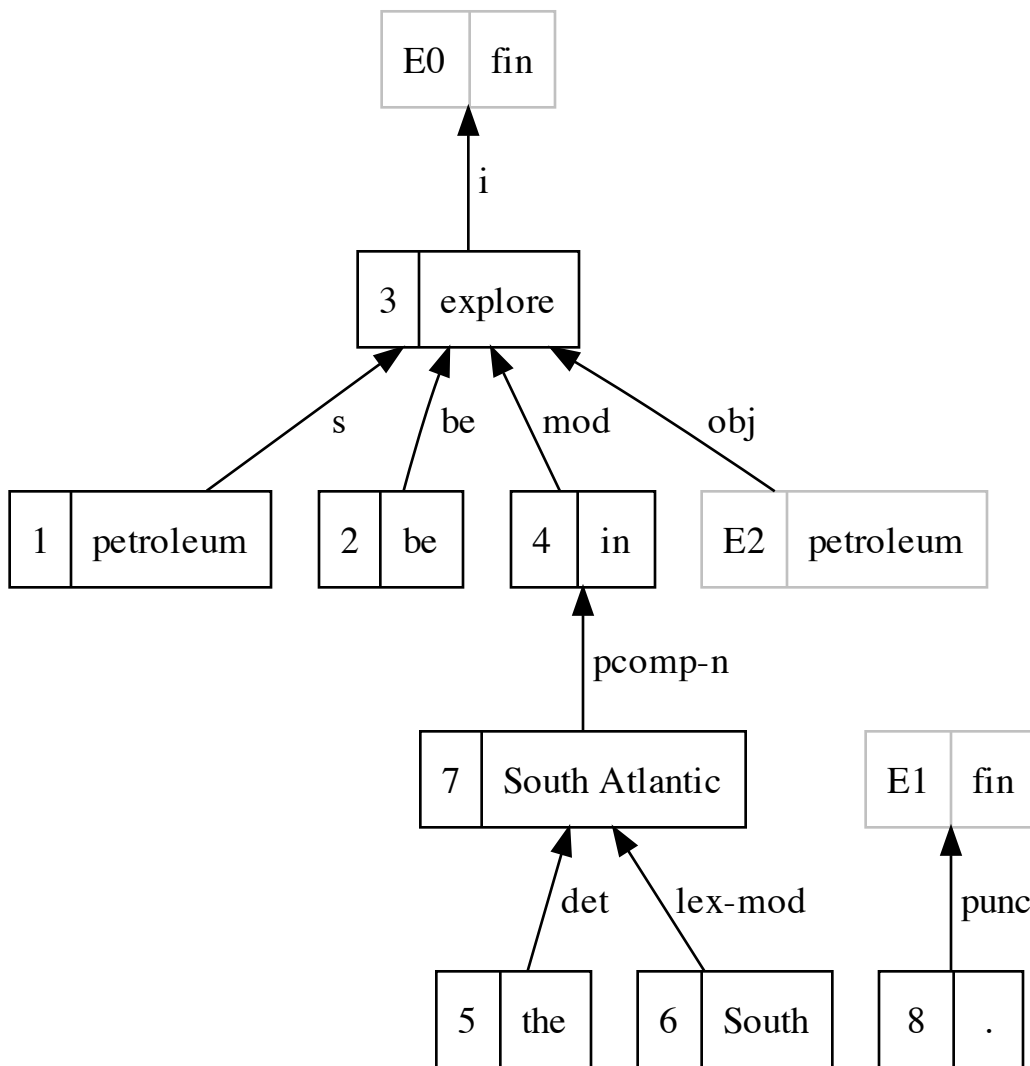 E0 fin
i
3 explore
s be mod obj
1 petroleum 2 be 4 in E2 petroleum
pcomp-n
7 South Atlantic E1 fin
det lex-mod punc
5 the 6 South 8 .